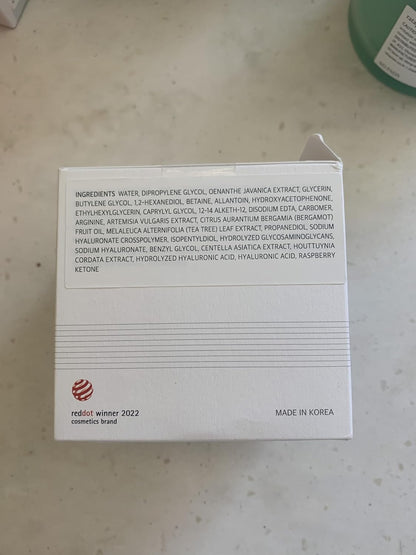 INGREDIENTS WATER, DIPROPYLENE GLYCOL, OENANTHE JAVANICA EXTRACT, GLYCERIN,
BUTYLENE GLYCOL, 1,2-HEXANEDIOL, BETAINE, ALLANTOIN, HYDROXYACETOPHENONE,
ETHYLHEXYLGLYCERIN, CAPRYLYL GLYCOL, 12-14 ALKETH-12, DISODIUM EDTA, CARBOMER,
ARGININE, ARTEMISIA VULGARIS EXTRACT, CITRUS AURANTIUM BERGAMIA (BERGAMOT)
FRUIT OIL, MELALEUCA ALTERNIFOLIA (TEA TREE) LEAF EXTRACT, PROPANEDIOL, SODIUM
HYALURONATE CROSSPOLYMER, ISOPENTYLDIOL, HYDROLYZED GLYCOSAMINOGLYCANS,
SODIUM HYALURONATE, BENZYL GLYCOL, CENTELLA ASIATICA EXTRACT, HOUTTUYNIA
CORDATA EXTRACT, HYDROLYZED HYALURONIC ACID, HYALURONIC ACID, RASPBERRY
KETONE
reddot winner 2022
cosmetics brand
MADE IN KOREA